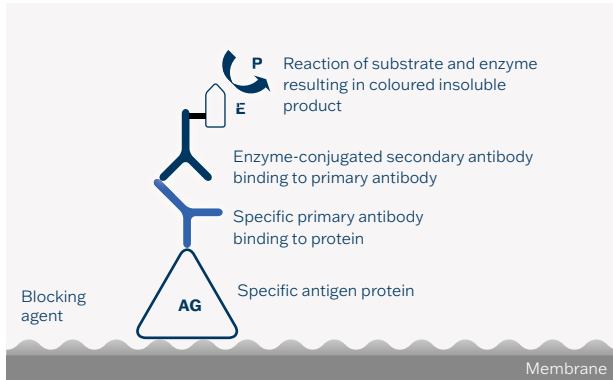 P
Reaction of substrate and enzyme
resulting in coloured insoluble
product
E
Enzyme-conjugated secondary antibody
binding to primary antibody
Specific primary antibody
binding to protein
Specific antigen protein
AG
Blocking
agent
Membrane